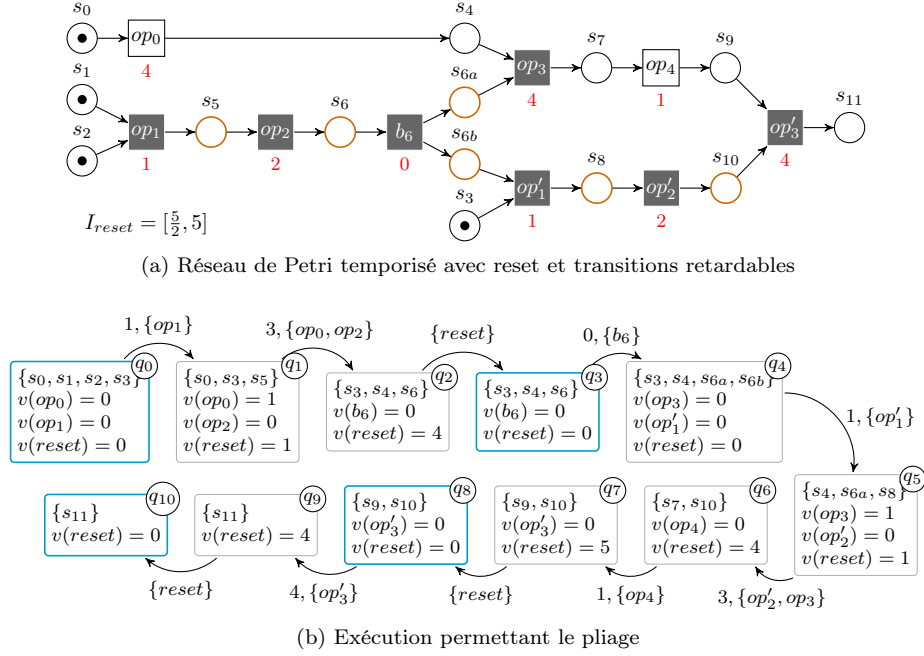 s₀
s₄
op₀
op₃
s₇
op₄
s₉
4
4
1
s₁
s₂
s₅
s₆
s₆ₐ
s₆b
op₁
op₂
b₆
1
2
0
s₈
s₁₀
s₁₁
op′₃
4
op′₁
op′₂
1
2
s₃
I_reset = [5/2, 5]
(a) Réseau de Petri temporisé avec reset et transitions retardables
1, {op₁}
3, {op₀, op₂}
{reset}
0, {b₆}
q₀
{s₀, s₁, s₂, s₃}
v(op₀) = 0
v(op₁) = 0
v(reset) = 0
q₁
{s₀, s₃, s₅}
v(op₀) = 1
v(op₂) = 0
v(reset) = 1
q₂
{s₃, s₄, s₆}
v(b₆) = 0
v(reset) = 4
q₃
{s₃, s₄, s₆}
v(b₆) = 0
v(reset) = 0
q₄
{s₃, s₄, s₆ₐ, s₆b}
v(op₃) = 0
v(op′₁) = 0
v(reset) = 0
1, {op′₁}
q₅
{s₄, s₆ₐ, s₈}
v(op₃) = 1
v(op′₂) = 0
v(reset) = 1
q₁₀
{s₁₁}
v(reset) = 0
q₉
{s₁₁}
v(reset) = 4
q₈
{s₉, s₁₀}
v(op′₃) = 0
v(reset) = 0
q₇
{s₉, s₁₀}
v(op′₃) = 0
v(reset) = 5
q₆
{s₇, s₁₀}
v(op₄) = 0
v(reset) = 4
{reset}
4, {op′₃}
{reset}
1, {op₄}
3, {op′₂, op₃}
(b) Exécution permettant le pliage